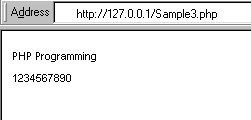 Address http://127.0.0.1/Sample3.php
PHP Programming
1234567890